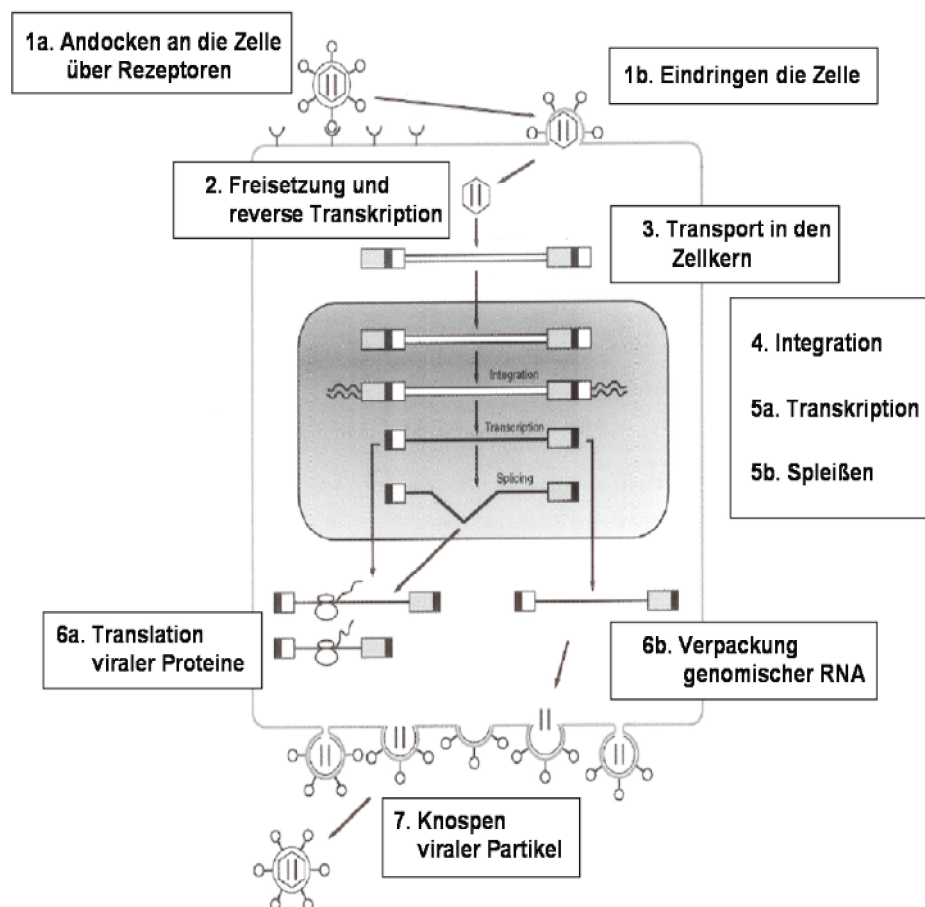 1a. Andocken an die Zelle
über Rezeptoren
1b. Eindringen die Zelle
2. Freisetzung und
reverse Transkription
3. Transport in den
Zellkern
4. Integration
5a. Transkription
5b. Spleißen
Integration
Transcription
Splicing
6a. Translation
viraler Proteine
6b. Verpackung
genomischer RNA
7. Knospen
viraler Partikel